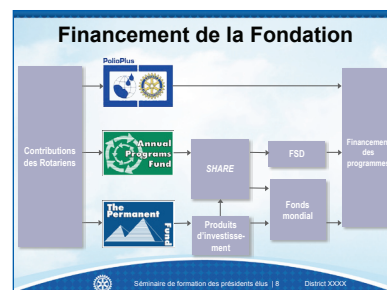 Financement de la Fondation
PolioPlus
Contributions
des Rotariens
Annual
Programs
Fund
The
Permanent
Fund
SHARE
Produits
d'investisse-
ment
FSD
Fonds
mondial
Financement
des
programmes
Séminaire de formation des présidents élus | 8
District XXXX